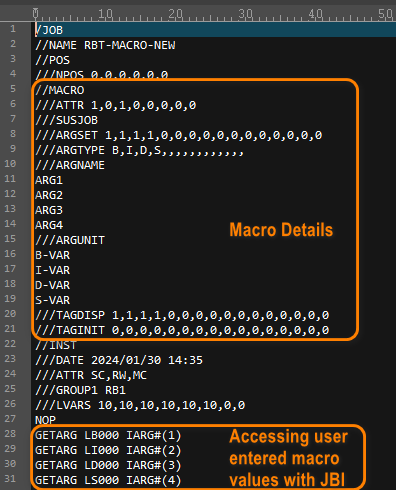 0 10 20 30 40 50
1 /JOB
2 //NAME RBT-MACRO-NEW
3 //POS
4 ///NPOS 0,0,0,0,0,0
5 //MACRO
6 ///ATTR 1,0,1,0,0,0,0,0
7 ///SUSJOB
8 ///ARGSET 1,1,1,1,0,0,0,0,0,0,0,0,0,0,0,0
9 ///ARGTYPE B,I,D,S,,,,,,,,,,,,
10 ///ARGNAME
11 ARG1
12 ARG2
13 ARG3
14 ARG4
15 ///ARGUNIT
16 B-VAR
17 I-VAR
18 D-VAR
19 S-VAR
20 ///TAGDISP 1,1,1,1,0,0,0,0,0,0,0,0,0,0,0,0
21 ///TAGINIT 0,0,0,0,0,0,0,0,0,0,0,0,0,0,0,0
22 //INST
23 ///DATE 2024/01/30 14:35
24 ///ATTR SC,RW,MC
25 ///GROUP1 RB1
26 ///LVARS 10,10,10,10,10,10,0,0
27 NOP
28 GETARG LB000 IARG#(1)
29 GETARG LI000 IARG#(2)
30 GETARG LD000 IARG#(3)
31 GETARG LS000 IARG#(4)
Macro Details
Accessing user
entered macro
values with JBI